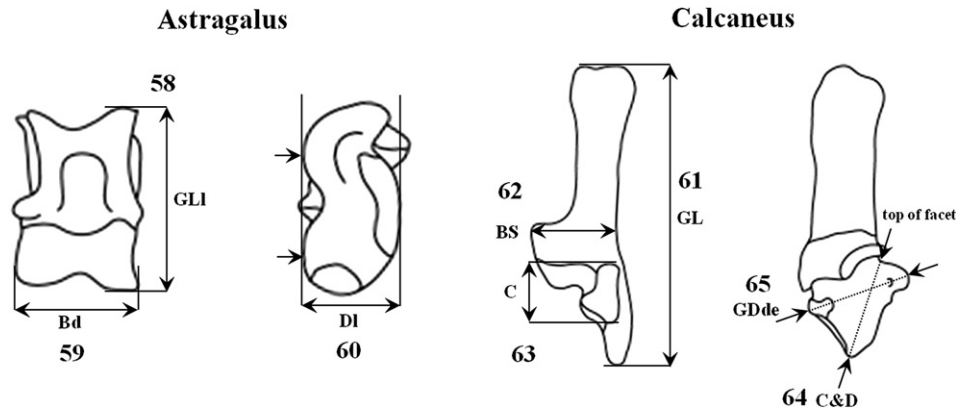 Astragalus
Calcaneus
58
GLl
Bd
59
Dl
60
62
BS
61
GL
C
63
top of facet
65
GDde
64 C&D